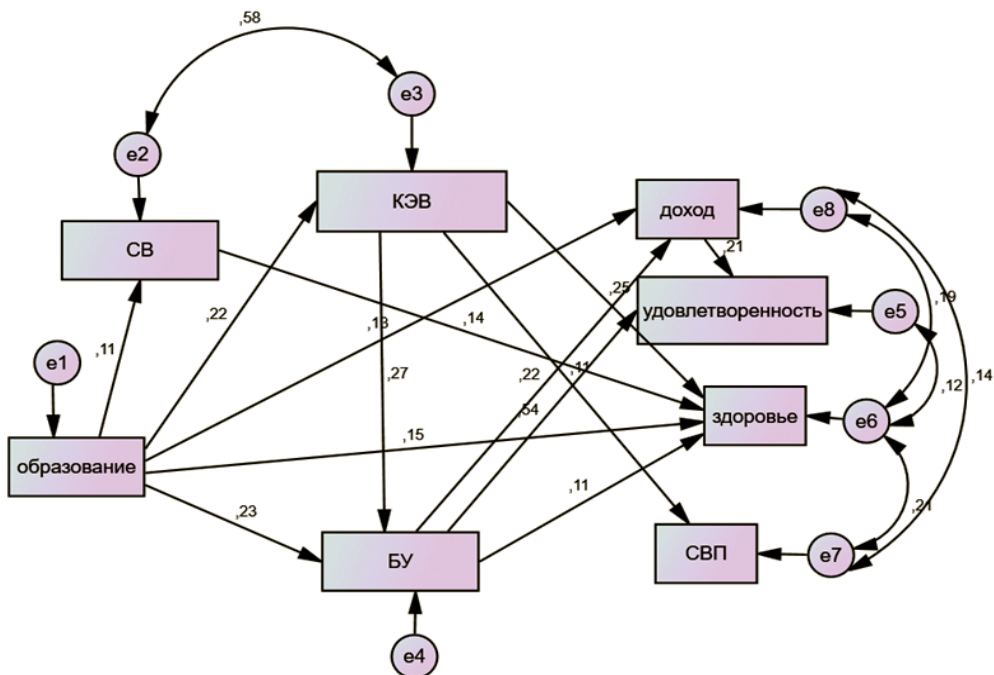 ,58
e3
e2
КЭВ
доход
e8
СВ
,21
,25
удовлетворенность
,19
e5
,22
,13
,14
,11
e1
,27
,22
,11
,12
,14
,54
здоровье
e6
,15
образование
,11
,23
,21
БУ
СВП
e7
e4